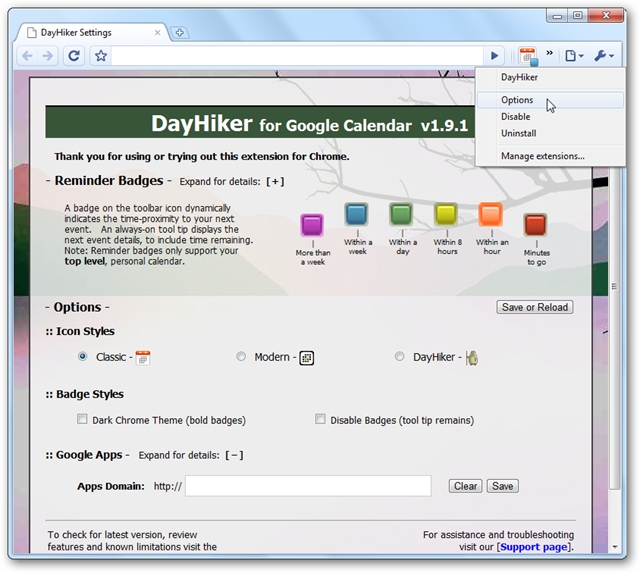 DayHiker Settings
DayHiker
Options
Disable
Uninstall
Manage extensions...
DayHiker for Google Calendar v1.9.1
Thank you for using or trying out this extension for Chrome.
- Reminder Badges - Expand for details: [+]
A badge on the toolbar icon dynamically
indicates the time-proximity to your next
event. An always-on tool tip displays the
next event details, to include time remaining.
Note: Reminder badges only support your
top level, personal calendar.
More than
a week
Within a
week
Within a
day
Within 8
hours
Within an
hour
Minutes
to go
- Options -
Save or Reload
:: Icon Styles
Classic -
Modern -
DayHiker -
:: Badge Styles
Dark Chrome Theme (bold badges)
Disable Badges (tool tip remains)
:: Google Apps - Expand for details: [−]
Apps Domain: http://
Clear
Save
To check for latest version, review
features and known limitations visit the
For assistance and troubleshooting
visit our [Support page].